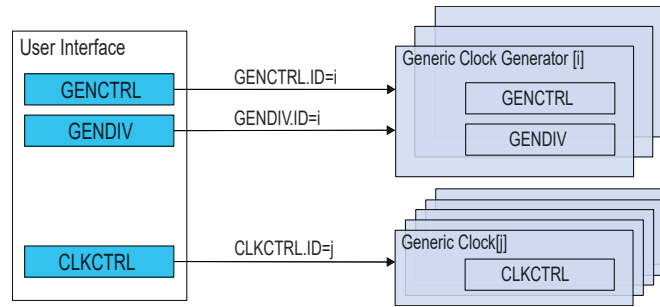 User Interface
GENCTRL
GENDIV
CLKCTRL
GENCTRL.ID=i
GENDIV.ID=i
CLKCTRL.ID=j
Generic Clock Generator [i]
GENCTRL
GENDIV
Generic Clock[j]
CLKCTRL